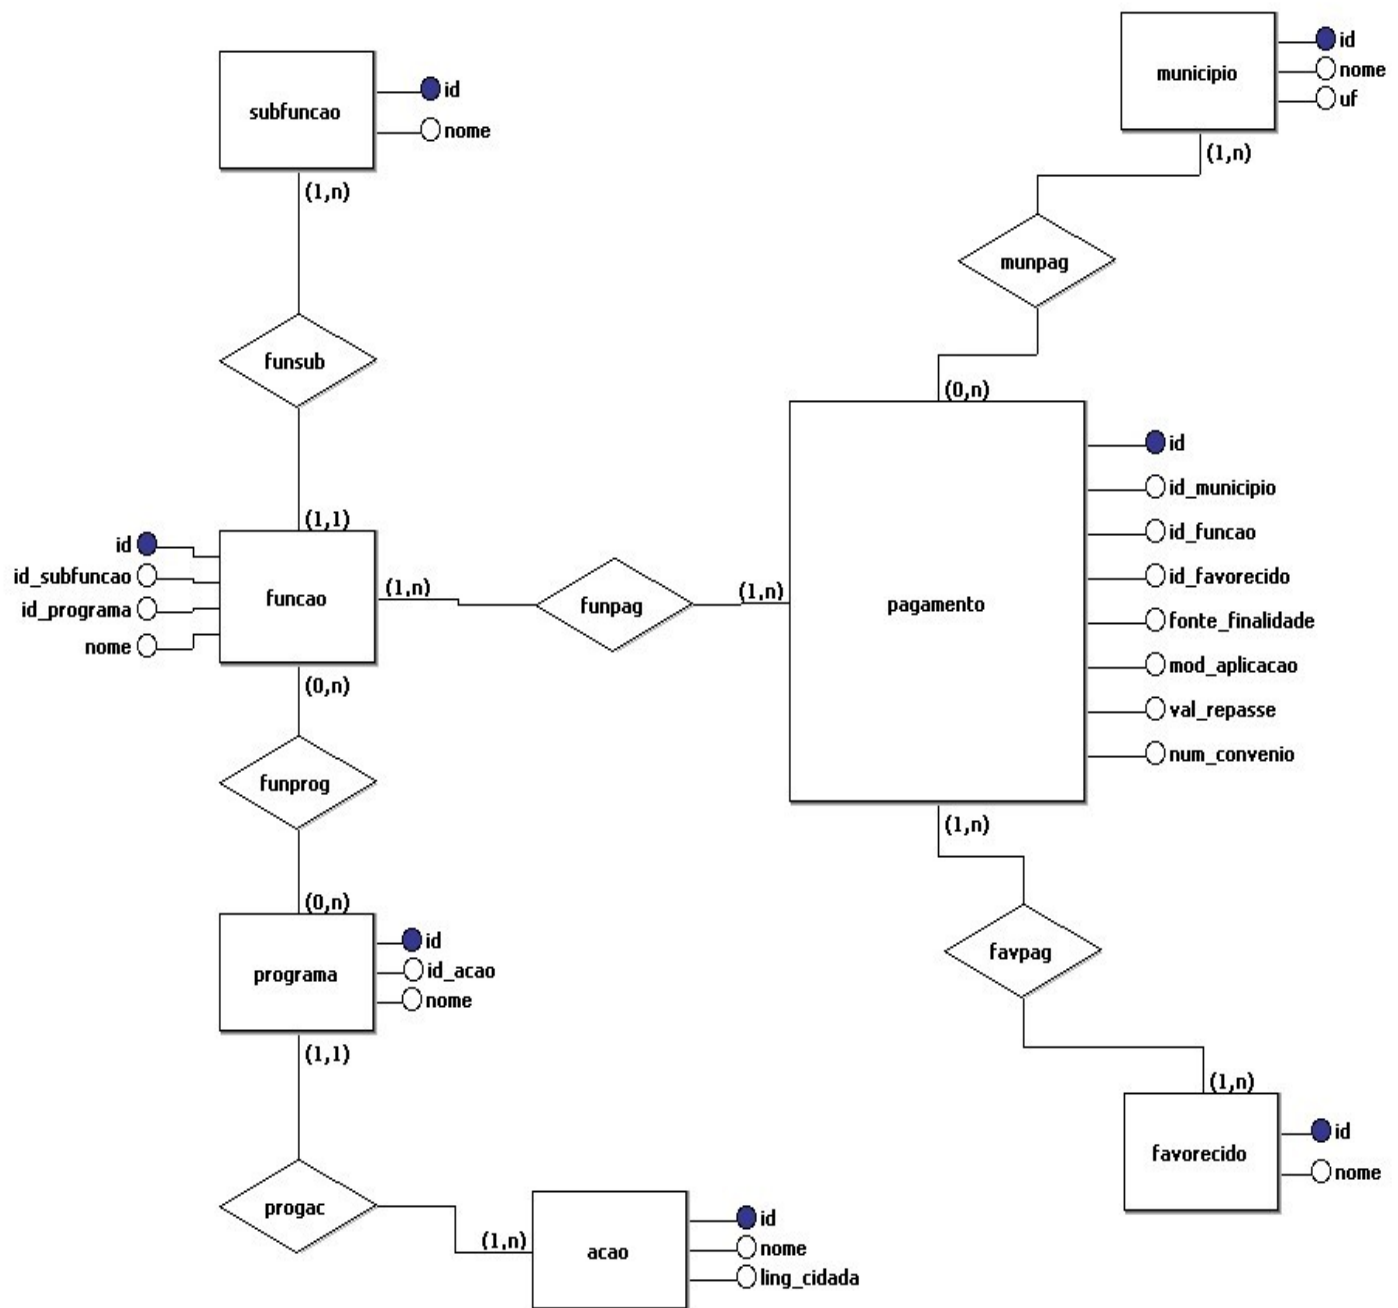 subfuncao
id
nome
(1,n)
funsub
(1,1)
id
id_subfuncao
id_programa
nome
funcao
(1,n)
funpag
(1,n)
(0,n)
funprog
(0,n)
programa
id
id_acao
nome
(1,1)
progac
(1,n)
acao
id
nome
ling_cidada
municipio
id
nome
uf
(1,n)
munpag
(0,n)
pagamento
id
id_municipio
id_funcao
id_favorecido
fonte_finalidade
mod_aplicacao
val_repasse
num_convenio
(1,n)
favpag
(1,n)
favorecido
id
nome